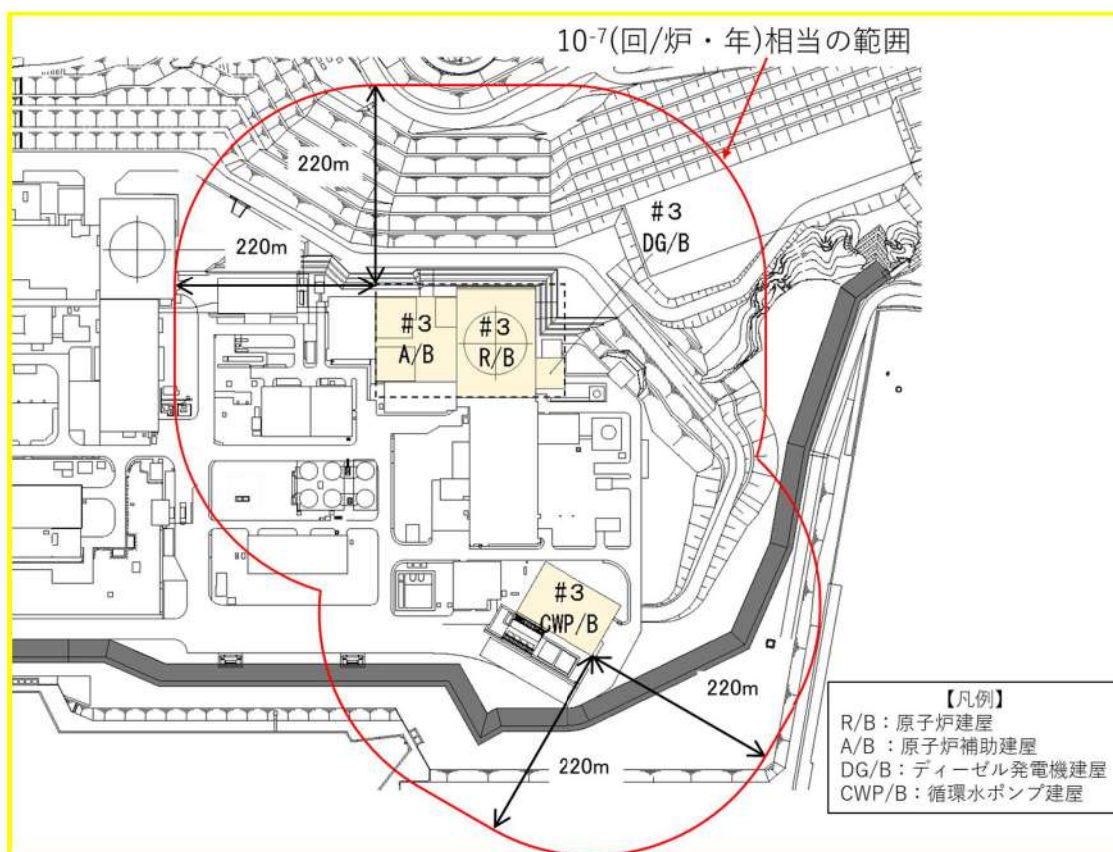 10⁻⁷(回/炉・年)相当の範囲
220m
#3
DG/B
220m
#3
A/B
#3
R/B
#3
CWP/B
220m
220m
【凡例】
R/B：原子炉建屋
A/B：原子炉補助建屋
DG/B：ディーゼル発電機建屋
CWP/B：循環水ポンプ建屋